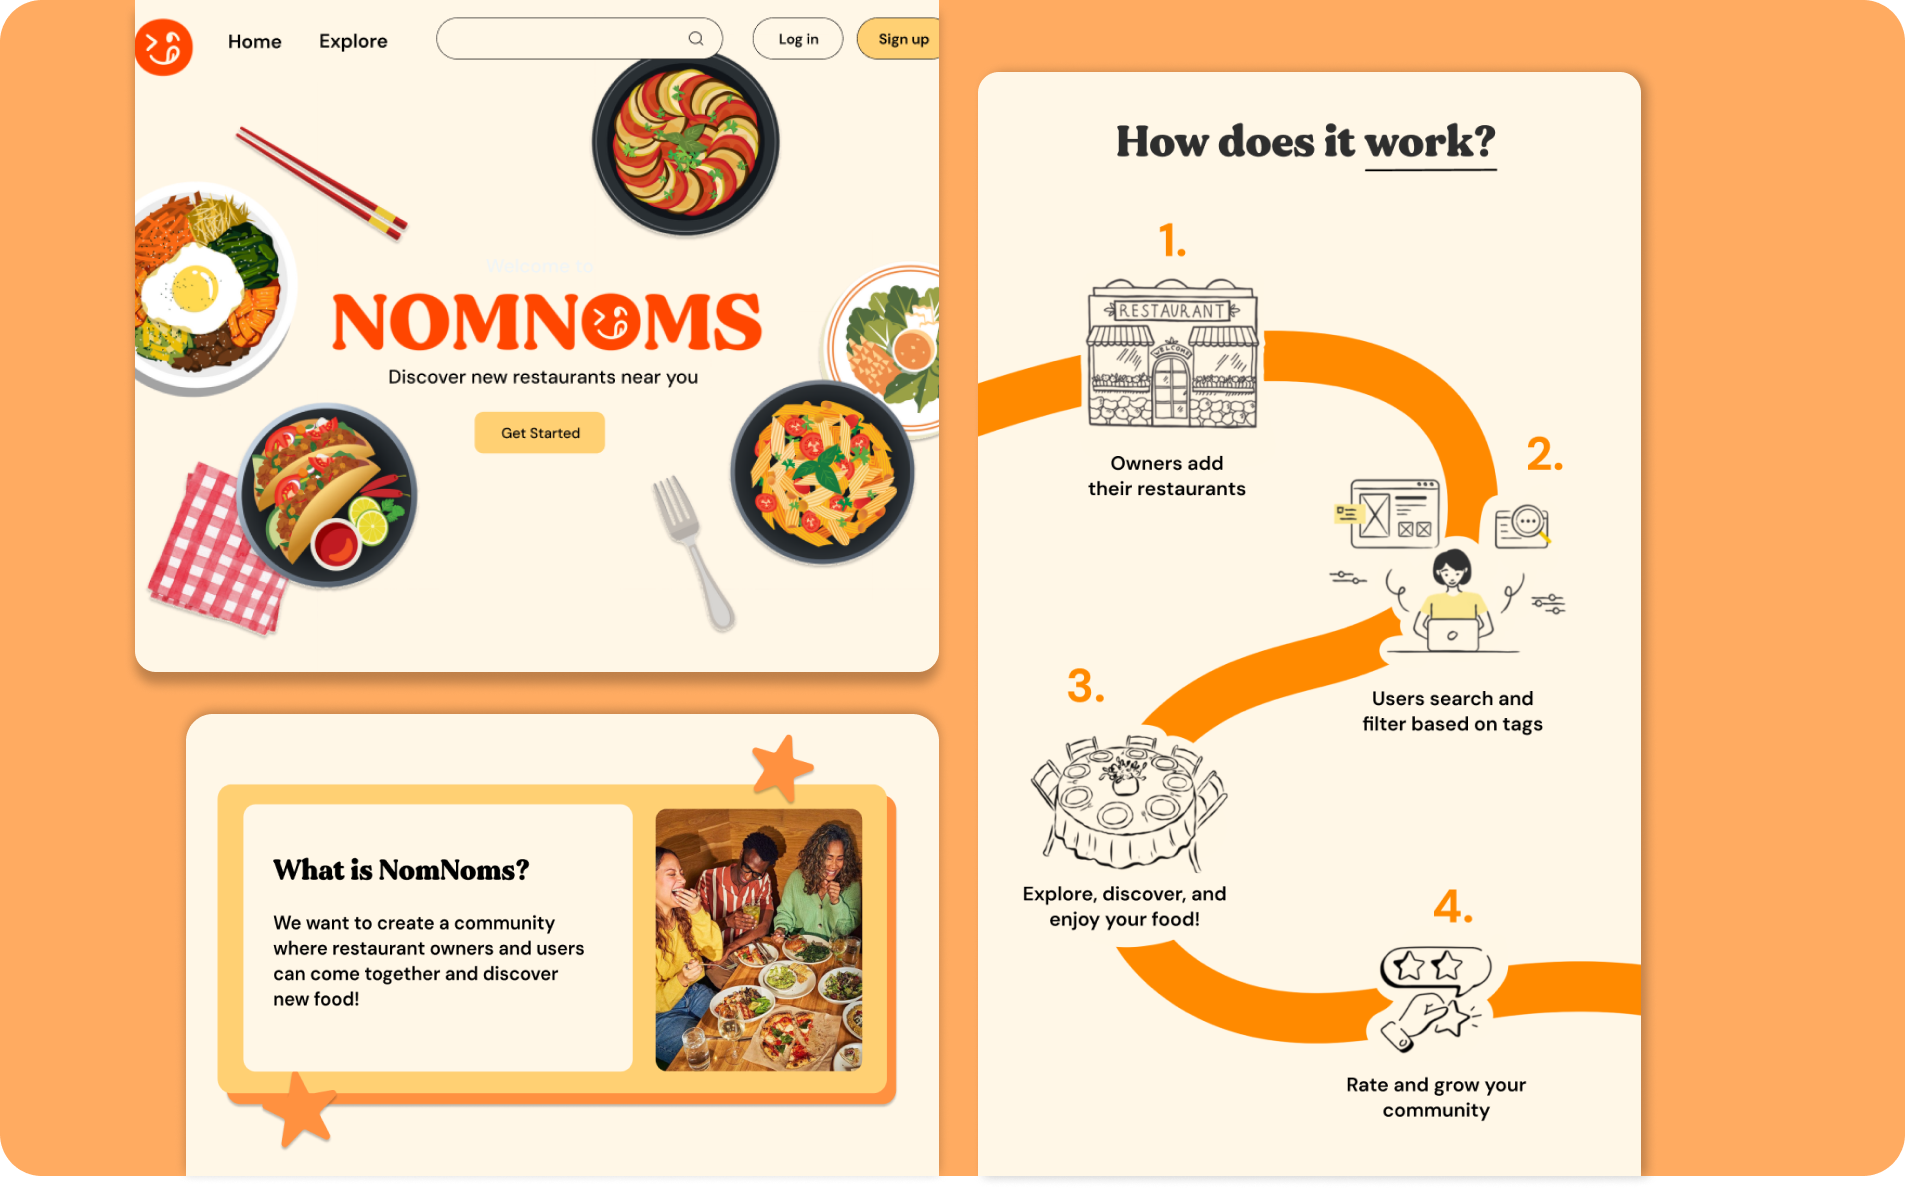 Home
Explore
Log in
Sign up
Welcome to
NOMNOMS
Discover new restaurants near you
Get Started
What is NomNoms?
We want to create a community
where restaurant owners and users
can come together and discover
new food!
How does it work?
1.
RESTAURANT
WELCOME
Owners add
their restaurants
2.
Users search and
filter based on tags
3.
Explore, discover, and
enjoy your food!
4.
Rate and grow your
community